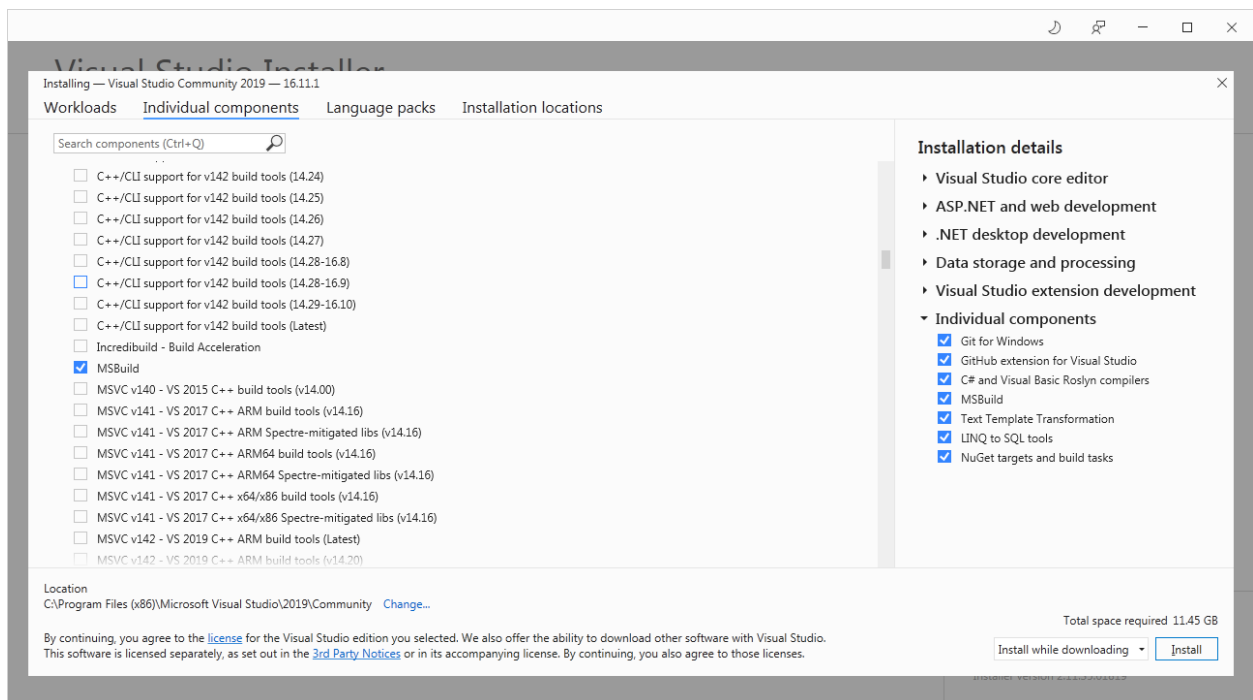 Visual Studio Installer
Installing — Visual Studio Community 2019 — 16.11.1
Workloads Individual components Language packs Installation locations
Search components (Ctrl+Q)
C++/CLI support for v142 build tools (14.24)
C++/CLI support for v142 build tools (14.25)
C++/CLI support for v142 build tools (14.26)
C++/CLI support for v142 build tools (14.27)
C++/CLI support for v142 build tools (14.28-16.8)
C++/CLI support for v142 build tools (14.28-16.9)
C++/CLI support for v142 build tools (14.29-16.10)
C++/CLI support for v142 build tools (Latest)
Incredibuild - Build Acceleration
MSBuild
MSVC v140 - VS 2015 C++ build tools (v14.00)
MSVC v141 - VS 2017 C++ ARM build tools (v14.16)
MSVC v141 - VS 2017 C++ ARM Spectre-mitigated libs (v14.16)
MSVC v141 - VS 2017 C++ ARM64 build tools (v14.16)
MSVC v141 - VS 2017 C++ ARM64 Spectre-mitigated libs (v14.16)
MSVC v141 - VS 2017 C++ x64/x86 build tools (v14.16)
MSVC v141 - VS 2017 C++ x64/x86 Spectre-mitigated libs (v14.16)
MSVC v142 - VS 2019 C++ ARM build tools (Latest)
MSVC v142 - VS 2019 C++ ARM build tools (v14.20)
Installation details
Visual Studio core editor
ASP.NET and web development
.NET desktop development
Data storage and processing
Visual Studio extension development
Individual components
Git for Windows
GitHub extension for Visual Studio
C# and Visual Basic Roslyn compilers
MSBuild
Text Template Transformation
LINQ to SQL tools
NuGet targets and build tasks
Location
C:\Program Files (x86)\Microsoft Visual Studio\2019\Community Change...
By continuing, you agree to the license for the Visual Studio edition you selected. We also offer the ability to download other software with Visual Studio.
This software is licensed separately, as set out in the 3rd Party Notices or in its accompanying license. By continuing, you also agree to those licenses.
Total space required 11.45 GB
Install while downloading Install